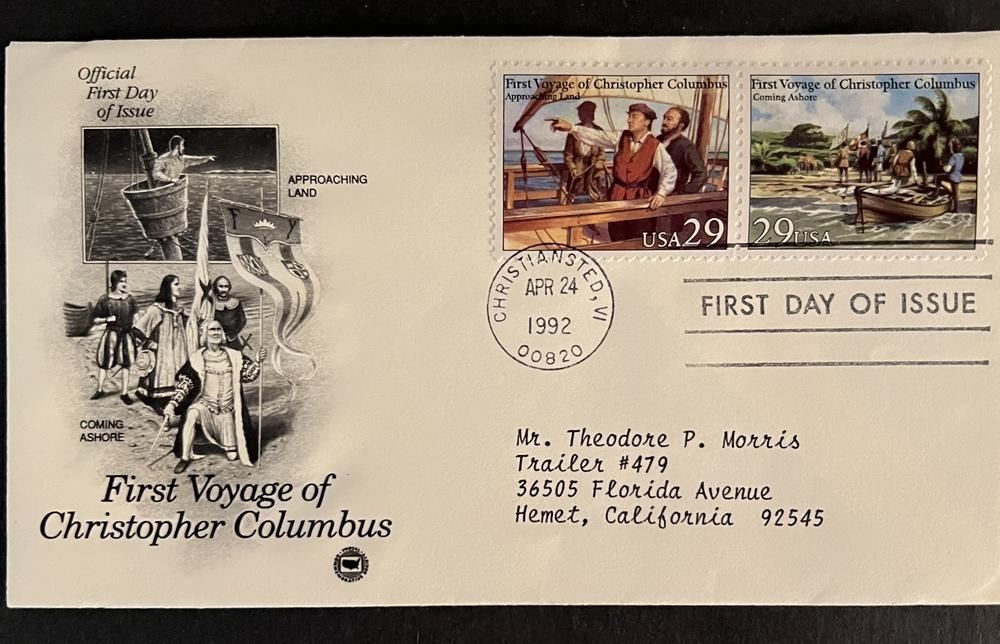 Official
First Day
of Issue
APPROACHING
LAND
F Y
COMING
ASHORE
First Voyage of
Christopher Columbus
First Voyage of Christopher Columbus
Approaching Land
USA29
First Voyage of Christopher Columbus
Coming Ashore
29USA
CHRISTIANSTED, VI
APR 24
1992
00820
FIRST DAY OF ISSUE
Mr. Theodore P. Morris
Trailer #479
36505 Florida Avenue
Hemet, California 92545